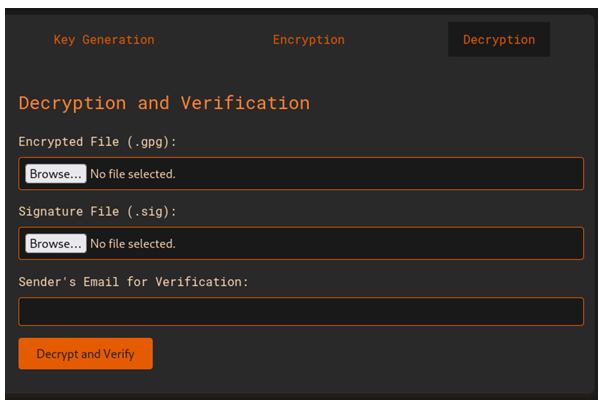 Key Generation Encryption Decryption
Decryption and Verification
Encrypted File (.gpg):
Browse... No file selected.
Signature File (.sig):
Browse... No file selected.
Sender's Email for Verification:
Decrypt and Verify